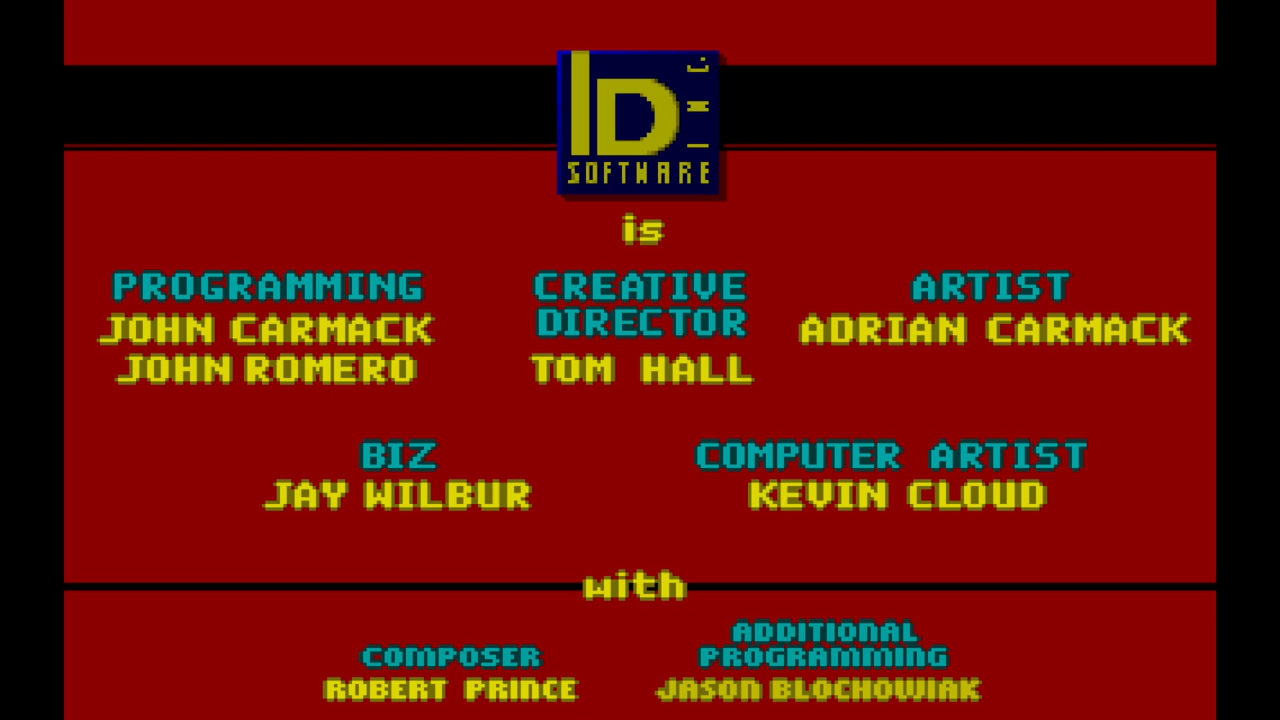 ID
INC.
SOFTWARE
is
PROGRAMMING
JOHN CARMACK
JOHN ROMERO
CREATIVE
DIRECTOR
TOM HALL
ARTIST
ADRIAN CARMACK
BIZ
JAY WILBUR
COMPUTER ARTIST
KEVIN CLOUD
with
COMPOSER
ROBERT PRINCE
ADDITIONAL
PROGRAMMING
JASON BLOCHOWIAK